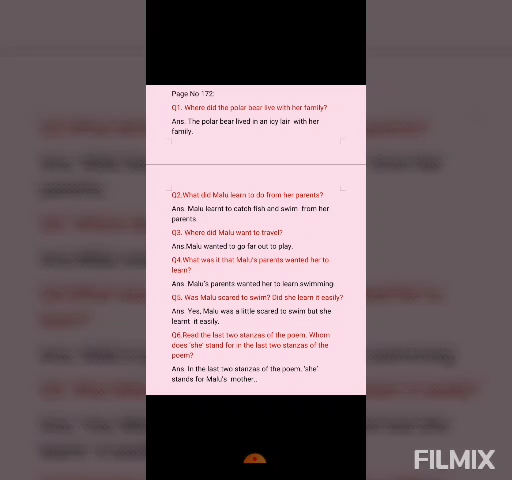 Page No 172:
Q1. Where did the polar bear live with her family?
Ans. The polar bear lived in an icy lair with her
family.
Q2.What did Malu learn to do from her parents?
Ans. Malu learnt to catch fish and swim from her
parents.
Q3. Where did Malu want to travel?
Ans.Malu wanted to go far out to play.
Q4.What was it that Malu's parents wanted her to
learn?
Ans. Malu's parents wanted her to learn swimming
Q5. Was Malu scared to swim? Did she learn it easily?
Ans. Yes, Malu was a little scared to swim but she
learnt it easily.
Q6.Read the last two stanzas of the poem. Whom
does 'she' stand for in the last two stanzas of the
poem?
Ans. In the last two stanzas of the poem, 'she'
stands for Malu's mother..
FILMIX